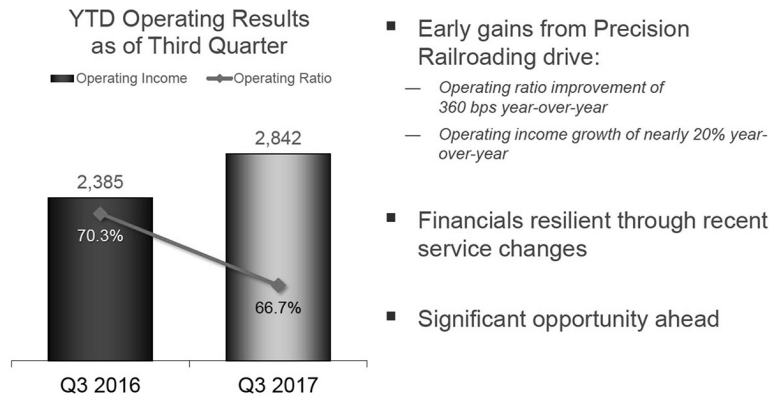 YTD Operating Results
as of Third Quarter
Operating Income
Operating Ratio
2,385
2,842
70.3%
66.7%
Q3 2016
Q3 2017
▪ Early gains from Precision
Railroading drive:
— Operating ratio improvement of
360 bps year-over-year
— Operating income growth of nearly 20% year-
over-year
▪ Financials resilient through recent
service changes
▪ Significant opportunity ahead